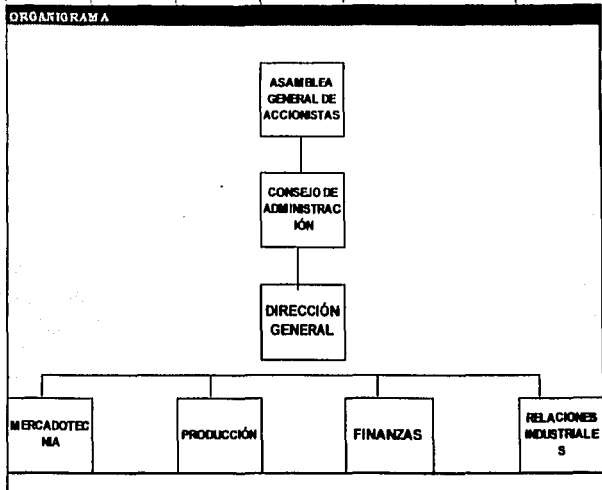 ORGANIGRAMA
ASAMBLEA
GENERAL DE
ACCIONISTAS
CONSEJO DE
ADMINISTRAC
IÓN
DIRECCIÓN
GENERAL
MERCADOTEC
NIA
PRODUCCIÓN
FINANZAS
RELACIONES
INDUSTRIALE
S